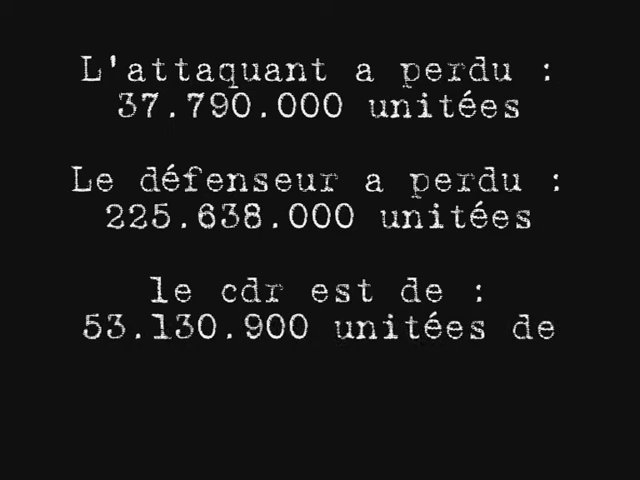 L'attaquant a perdu :
37.790.000 unitées
Le défenseur a perdu :
225.638.000 unitées
le cdr est de :
53.130.900 unitées de